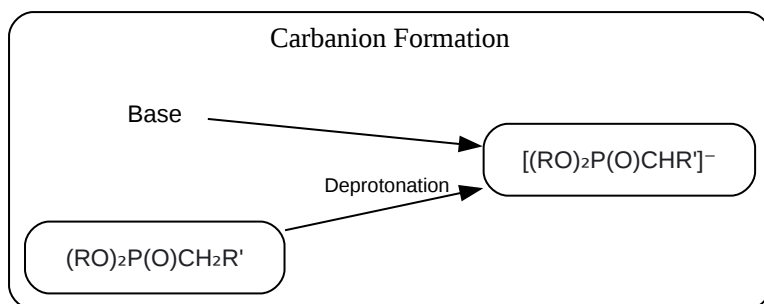 Carbanion Formation
Base
[(RO)₂P(O)CHR']⁻
Deprotonation
(RO)₂P(O)CH₂R'